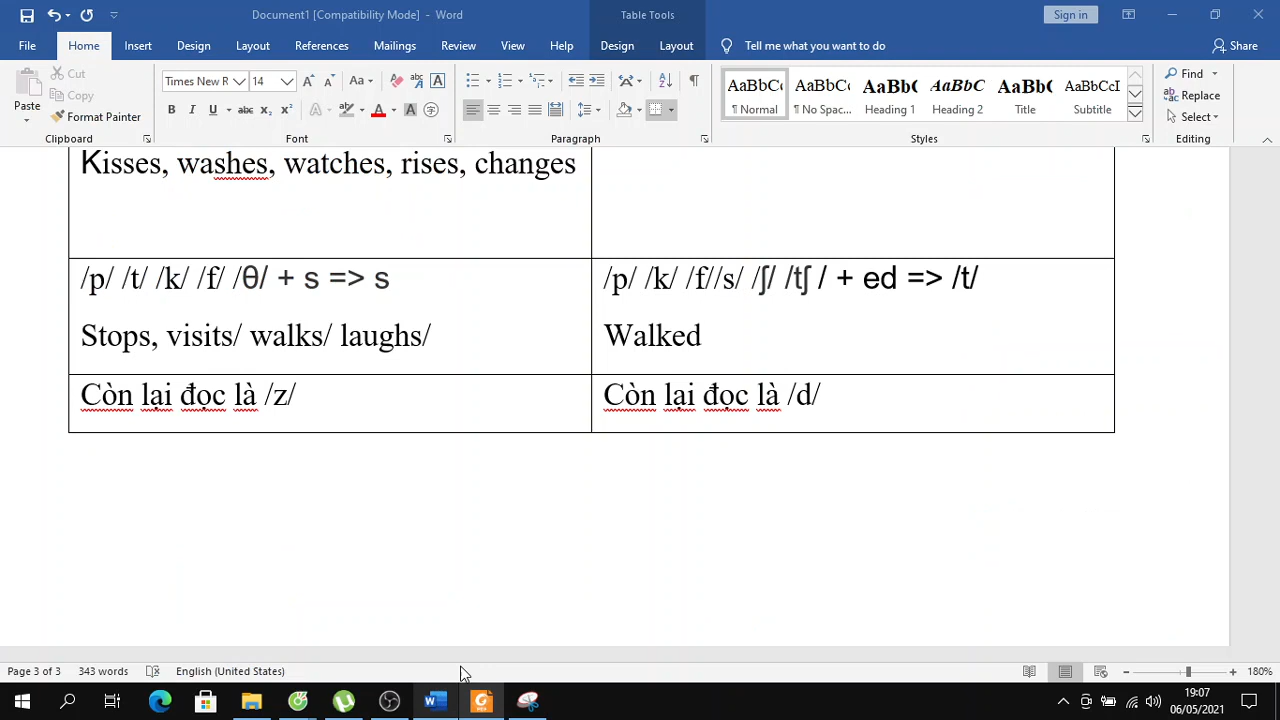 Document1 [Compatibility Mode] - Word
Table Tools
Sign in
File Home Insert Design Layout References Mailings Review View Help Design Layout Tell me what you want to do Share
Paste
Cut
Copy
Format Painter
Clipboard
Times New R 14
B I U abc x₂ x²
Font
Paragraph
AaBbCc AaBbCc AaBbC AaBbC AaBb AaBbCcI
¶ Normal ¶ No Spac... Heading 1 Heading 2 Title Subtitle
Styles
Find
Replace
Select
Editing
Kisses, washes, watches, rises, changes
/p/ /t/ /k/ /f/ /θ/ + s => s
Stops, visits/ walks/ laughs/
/p/ /k/ /f//s/ /ʃ/ /tʃ / + ed => /t/
Walked
Còn lại đọc là /z/
Còn lại đọc là /d/
Page 3 of 3 343 words English (United States) 180%
19:07
06/05/2021